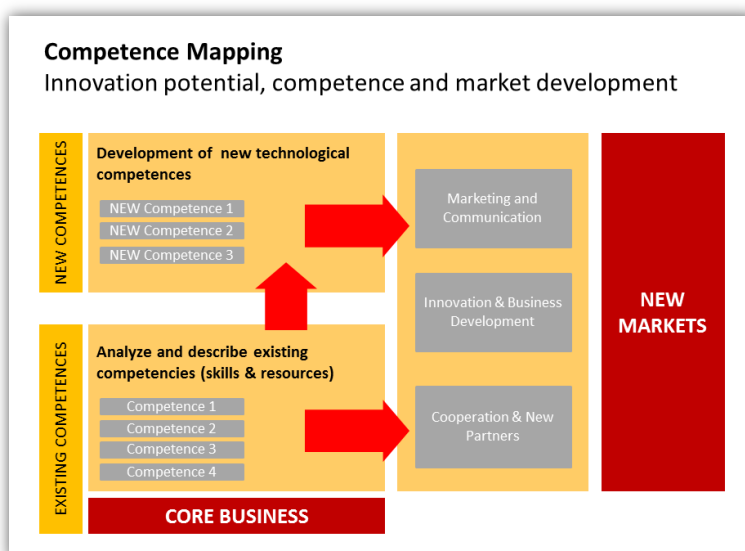 Competence Mapping
Innovation potential, competence and market development
NEW COMPETENCES
Development of new technological
competences
NEW Competence 1
NEW Competence 2
NEW Competence 3
EXISTING COMPETENCES
Analyze and describe existing
competencies (skills & resources)
Competence 1
Competence 2
Competence 3
Competence 4
CORE BUSINESS
Marketing and
Communication
Innovation & Business
Development
Cooperation & New
Partners
NEW
MARKETS